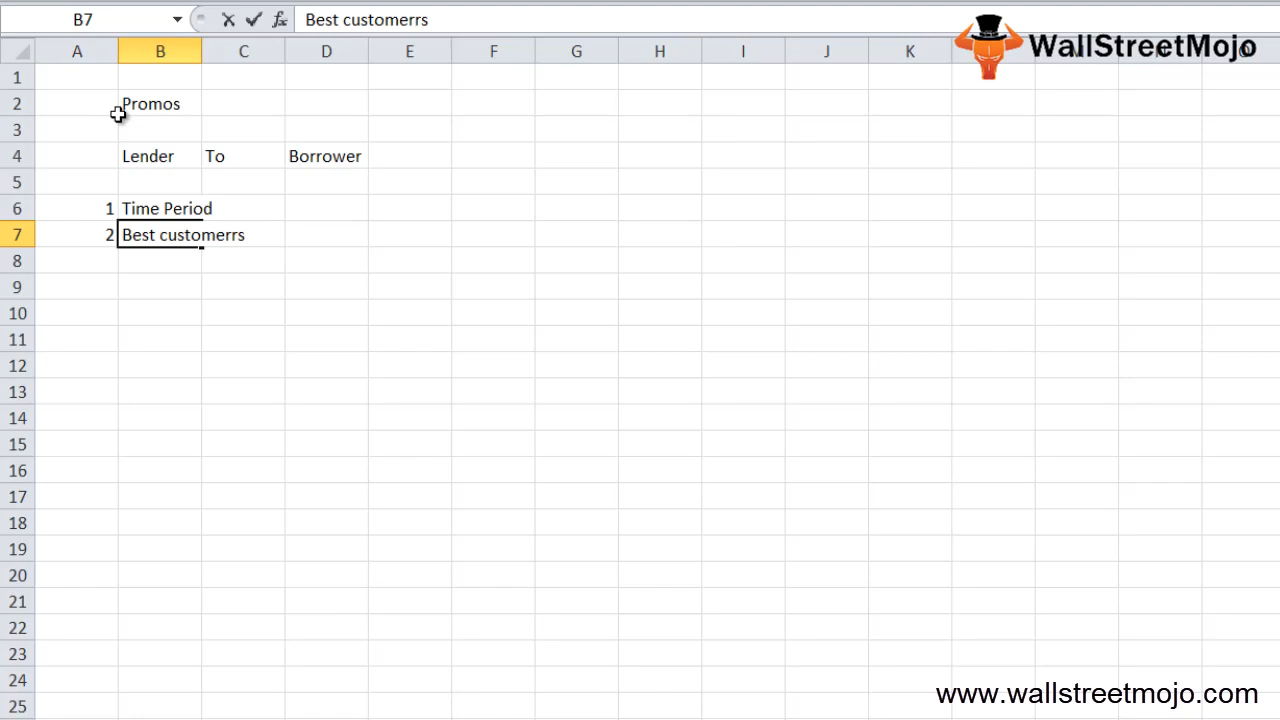 B7 Best customerrs
A B C D E F G H I J K
WallStreetMojo
1
2 Promos
3
4 Lender To Borrower
5
6 1 Time Period
7 2 Best customerrs
8
9
10
11
12
13
14
15
16
17
18
19
20
21
22
23
24
www.wallstreetmojo.com
25